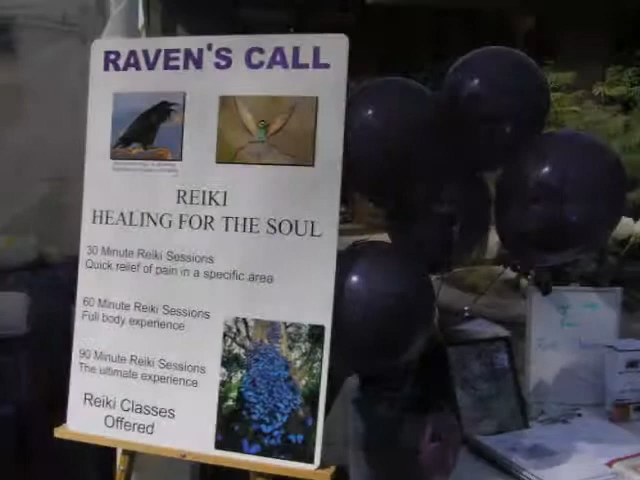 RAVEN'S CALL
REIKI
HEALING FOR THE SOUL
30 Minute Reiki Sessions
Quick relief of pain in a specific area
60 Minute Reiki Sessions
Full body experience
90 Minute Reiki Sessions
The ultimate experience
Reiki Classes
Offered